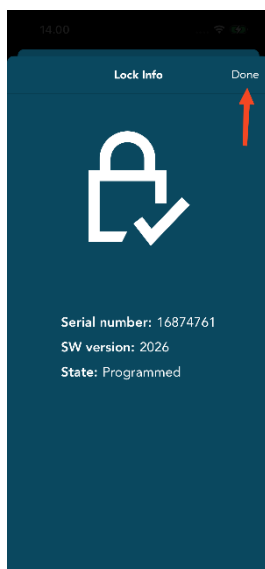 14.00
Lock Info
Done
Serial number: 16874761
SW version: 2026
State: Programmed